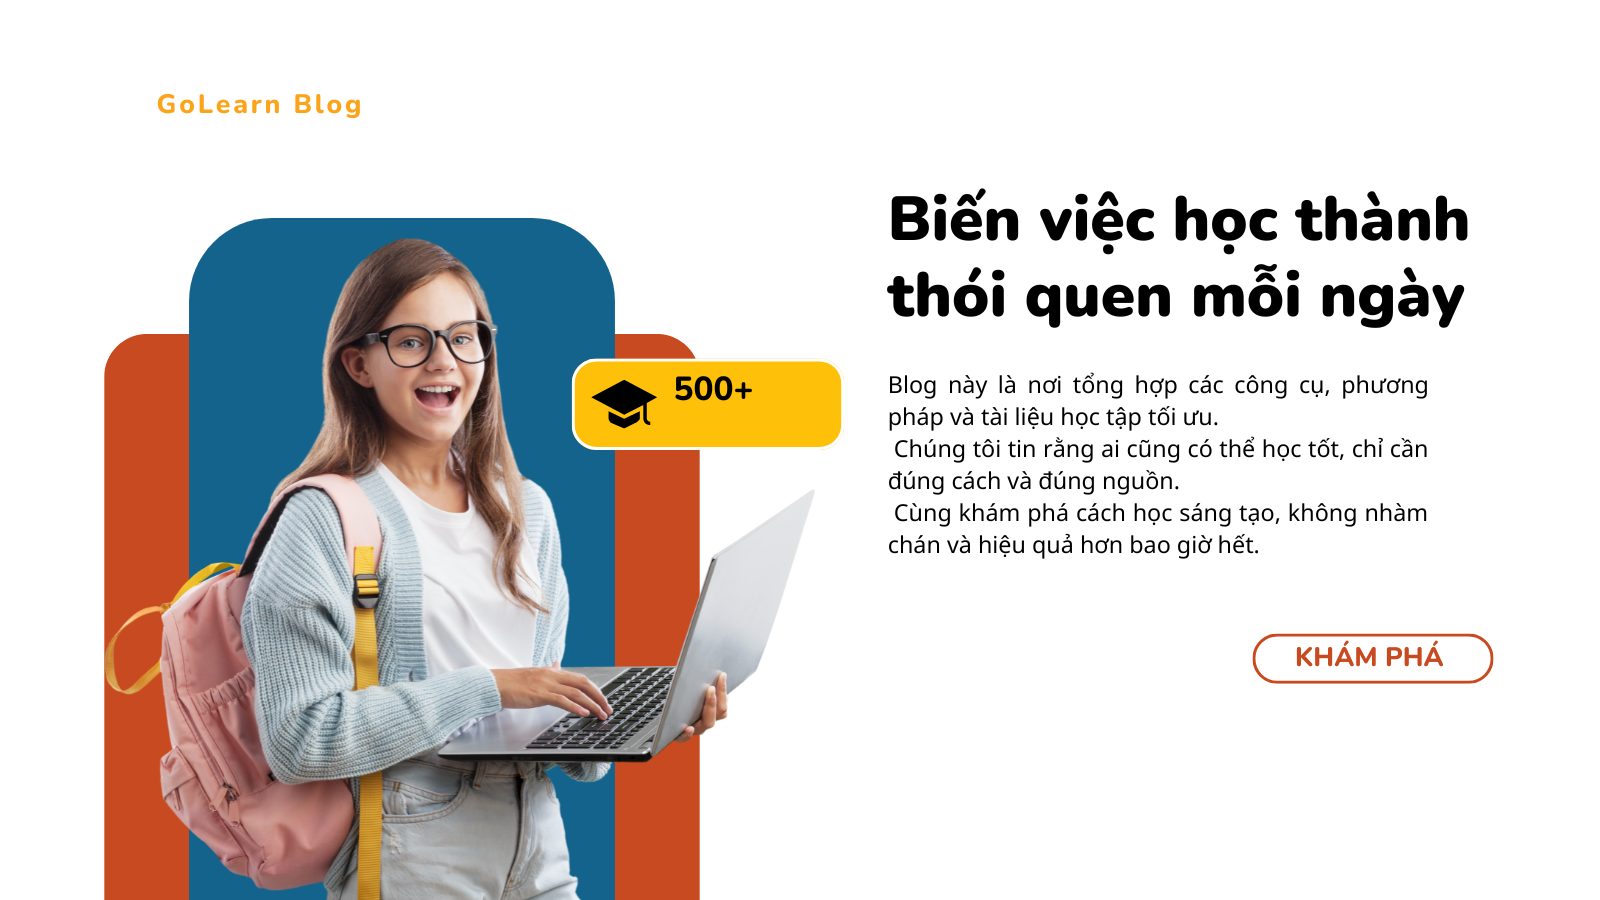 GoLearn Blog
Biến việc học thành
thói quen mỗi ngày
500+
Blog này là nơi tổng hợp các công cụ, phương
pháp và tài liệu học tập tối ưu.
Chúng tôi tin rằng ai cũng có thể học tốt, chỉ cần
đúng cách và đúng nguồn.
Cùng khám phá cách học sáng tạo, không nhàm
chán và hiệu quả hơn bao giờ hết.
KHÁM PHÁ